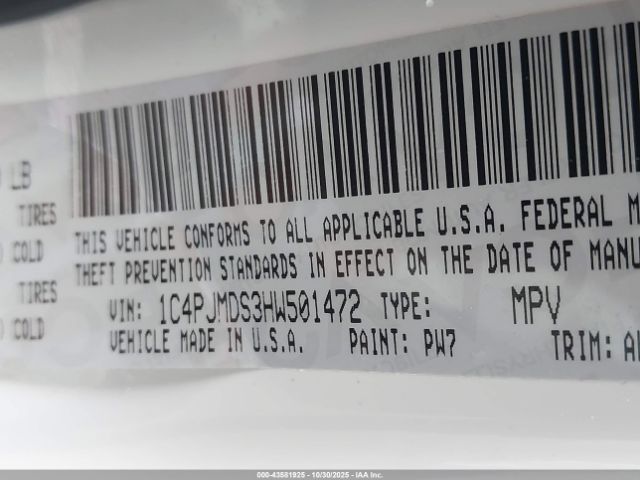 LB
TIRES
COLD
TIRES
COLD
THIS VEHICLE CONFORMS TO ALL APPLICABLE U.S.A. FEDERAL M
THEFT PREVENTION STANDARDS IN EFFECT ON THE DATE OF MANU
VIN: 1C4PJMDS3HW501472 TYPE: MPV
VEHICLE MADE IN U.S.A. PAINT: PW7 TRIM:
000-43581925 - 10/30/2025 - IAA Inc.